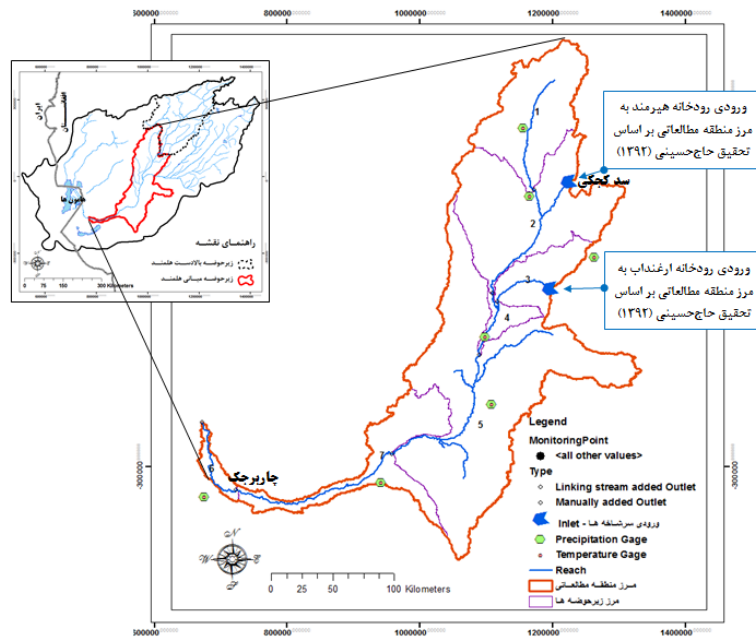 600000
800000
1000000
1200000
1400000
ایران
افغانستان
هامون ها
راهنمای نقشه
زیرحوضه بالادست هلمند
زیرحوضه میانی هلمند
0 75 150 300 Kilometers
ورودی رودخانه هیرمند به
مرز منطقه مطالعاتی بر اساس
تحقیق حاج‌حسینی (۱۳۹۲)
سد کجکی
ورودی رودخانه ارغنداب به
مرز منطقه مطالعاتی بر اساس
تحقیق حاج‌حسینی (۱۳۹۲)
1
2
3
4
5
6
7
چاربرجک
N
W
E
S
0 25 50 100 Kilometers
Legend
MonitoringPoint
<all other values>
Type
Linking stream added Outlet
Manually added Outlet
Inlet - ورودی سرشاخه ها
Precipitation Gage
Temperature Gage
Reach
مرز منطقه مطالعاتی
مرز زیرحوضه ها
800000
1000000
1200000
1400000